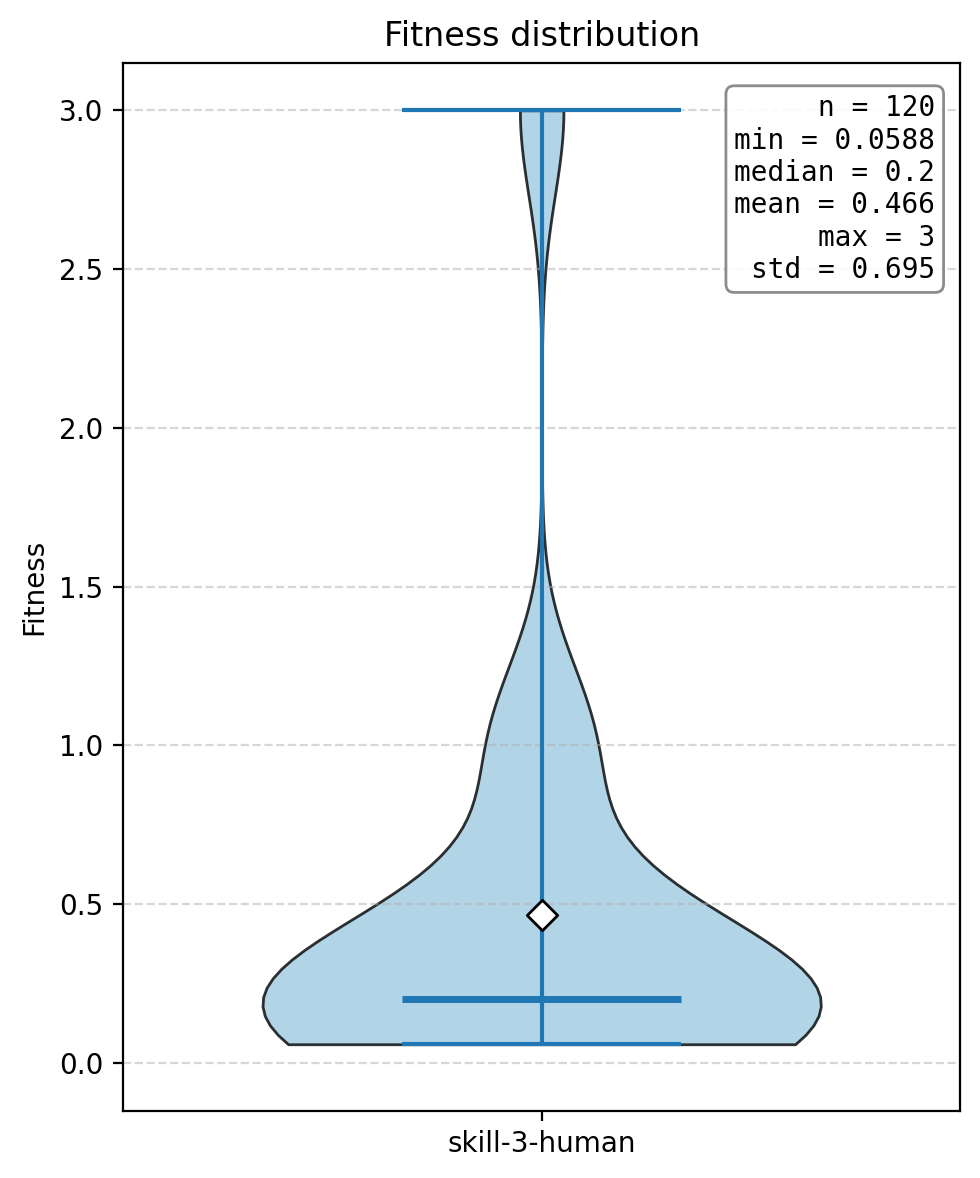 Fitness distribution
n = 120
min = 0.0588
median = 0.2
mean = 0.466
max = 3
std = 0.695
3.0
2.5
2.0
1.5
1.0
0.5
0.0
Fitness
skill-3-human